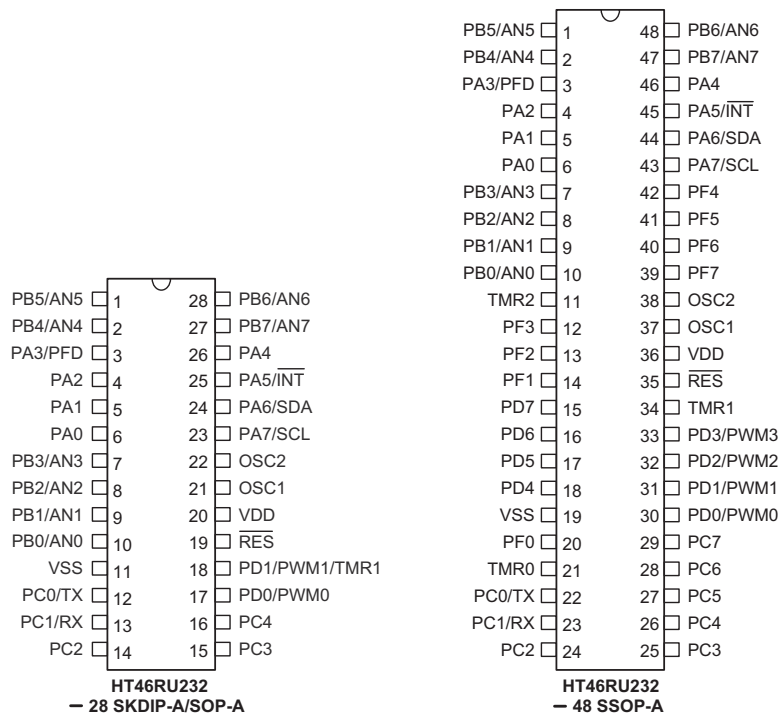 PB5/AN5 1 48 PB6/AN6
PB4/AN4 2 47 PB7/AN7
PA3/PFD 3 46 PA4
PA2 4 45 PA5/INT
PA1 5 44 PA6/SDA
PA0 6 43 PA7/SCL
PB3/AN3 7 42 PF4
PB2/AN2 8 41 PF5
PB1/AN1 9 40 PF6
PB0/AN0 10 39 PF7
PB5/AN5 1 28 PB6/AN6 TMR2 11 38 OSC2
PB4/AN4 2 27 PB7/AN7 PF3 12 37 OSC1
PA3/PFD 3 26 PA4 PF2 13 36 VDD
PA2 4 25 PA5/INT PF1 14 35 RES
PA1 5 24 PA6/SDA PD7 15 34 TMR1
PA0 6 23 PA7/SCL PD6 16 33 PD3/PWM3
PB3/AN3 7 22 OSC2 PD5 17 32 PD2/PWM2
PB2/AN2 8 21 OSC1 PD4 18 31 PD1/PWM1
PB1/AN1 9 20 VDD VSS 19 30 PD0/PWM0
PB0/AN0 10 19 RES PF0 20 29 PC7
VSS 11 18 PD1/PWM1/TMR1 TMR0 21 28 PC6
PC0/TX 12 17 PD0/PWM0 PC0/TX 22 27 PC5
PC1/RX 13 16 PC4 PC1/RX 23 26 PC4
PC2 14 15 PC3 PC2 24 25 PC3
HT46RU232 HT46RU232
– 28 SKDIP-A/SOP-A – 48 SSOP-A